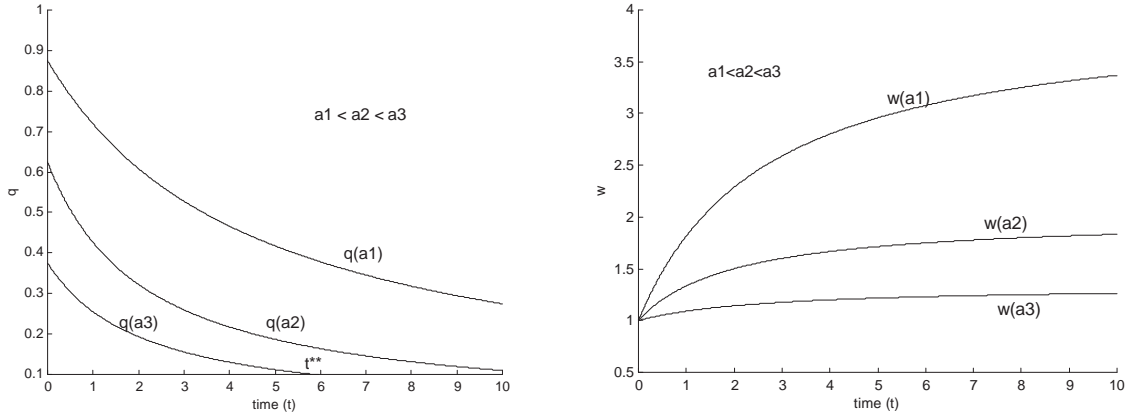 1
0.9
0.8
0.7
0.6
0.5
0.4
0.3
0.2
0.1
q
a1 < a2 < a3
q(a1)
q(a2)
q(a3)
t**
0 1 2 3 4 5 6 7 8 9 10
time (t)
4
3.5
3
2.5
2
1.5
1
0.5
w
a1<a2<a3
w(a1)
w(a2)
w(a3)
0 1 2 3 4 5 6 7 8 9 10
time (t)